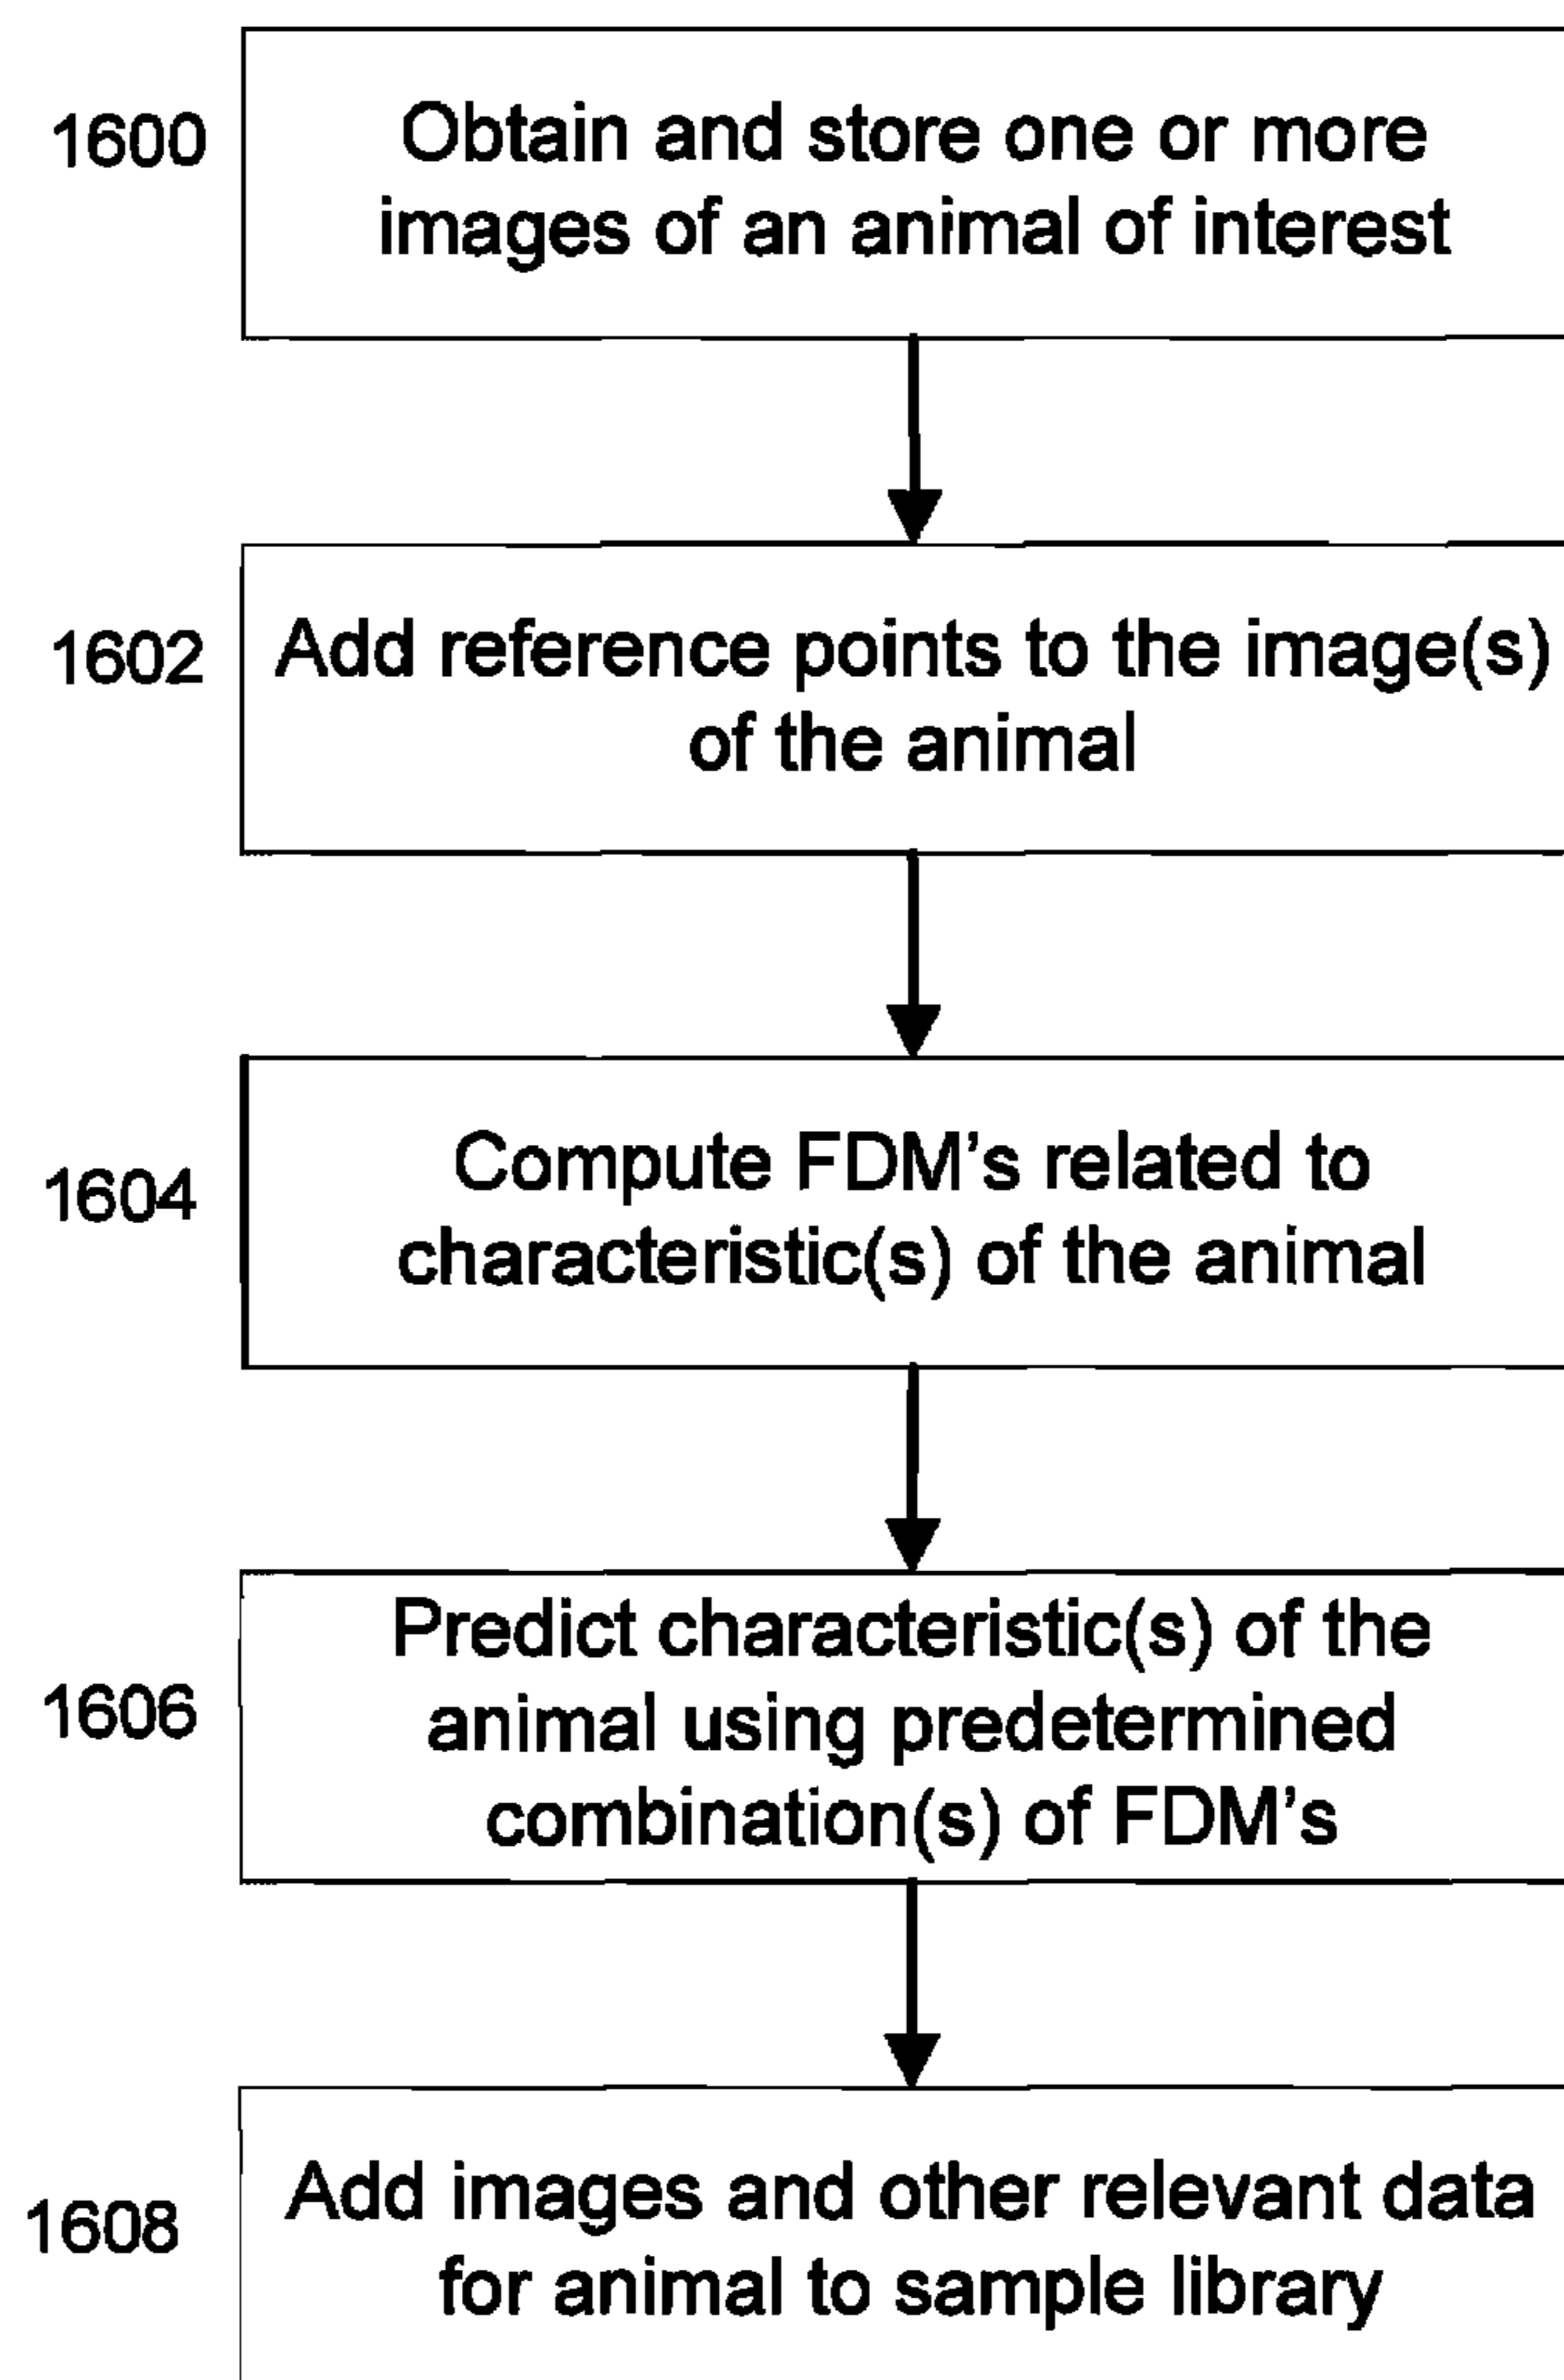 1600
Obtain and store one or more
images of an animal of interest
1602
Add reference points to the image(s)
of the animal
1604
Compute FDM's related to
characteristic(s) of the animal
1606
Predict characteristic(s) of the
animal using predetermined
combination(s) of FDM's
1608
Add images and other relevant data
for animal to sample library